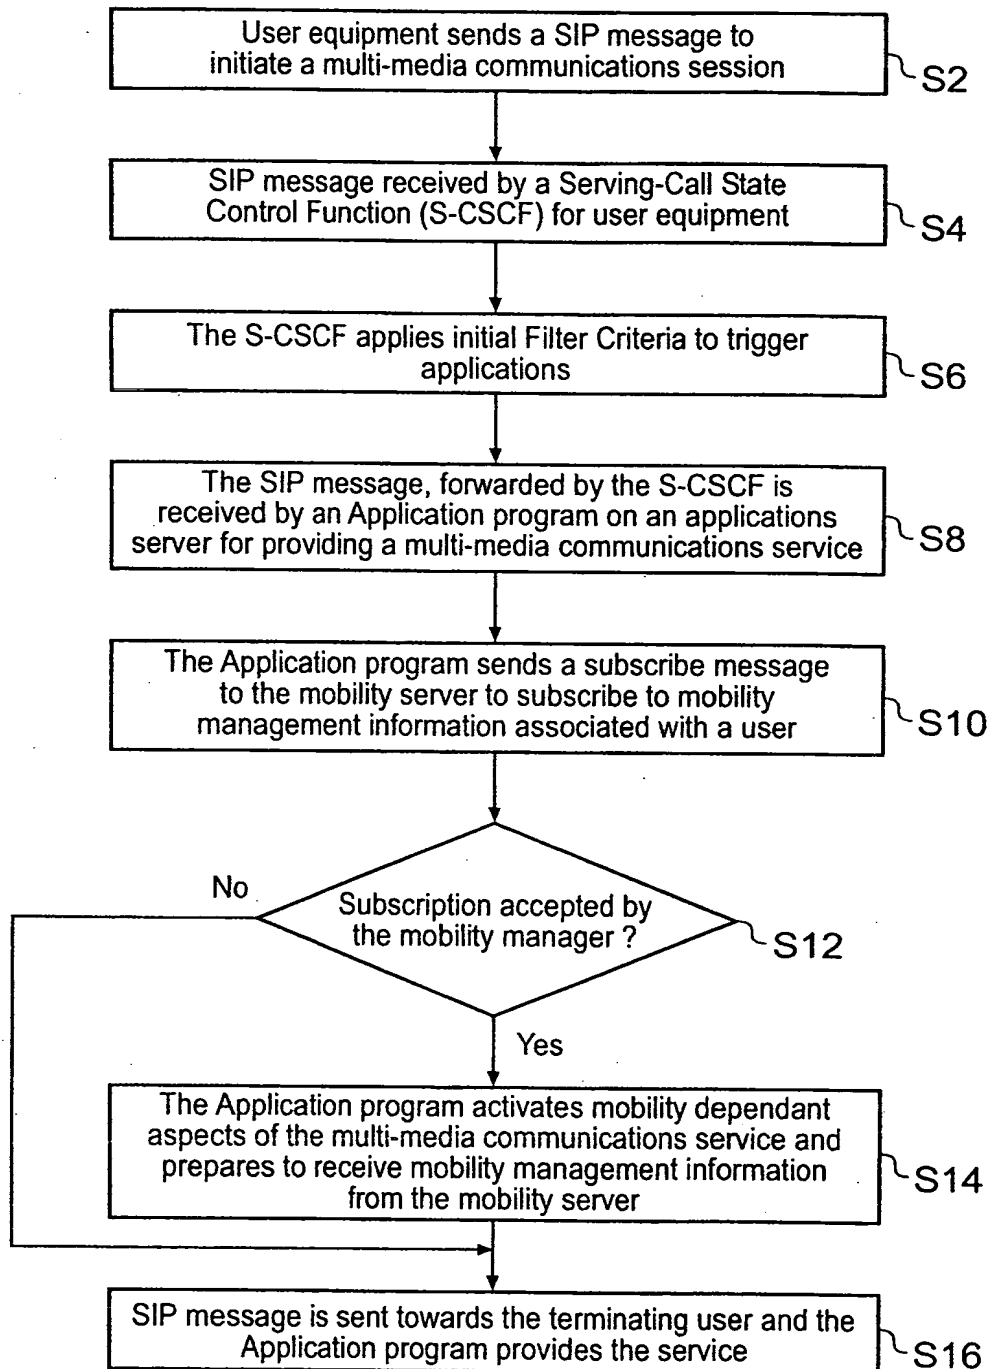 User equipment sends a SIP message to
initiate a multi-media communications session
S2
SIP message received by a Serving-Call State
Control Function (S-CSCF) for user equipment
S4
The S-CSCF applies initial Filter Criteria to trigger
applications
S6
The SIP message, forwarded by the S-CSCF is
received by an Application program on an applications
server for providing a multi-media communications service
S8
The Application program sends a subscribe message
to the mobility server to subscribe to mobility
management information associated with a user
S10
No
Subscription accepted by
the mobility manager ?
S12
Yes
The Application program activates mobility dependant
aspects of the multi-media communications service and
prepares to receive mobility management information
from the mobility server
S14
SIP message is sent towards the terminating user and the
Application program provides the service
S16